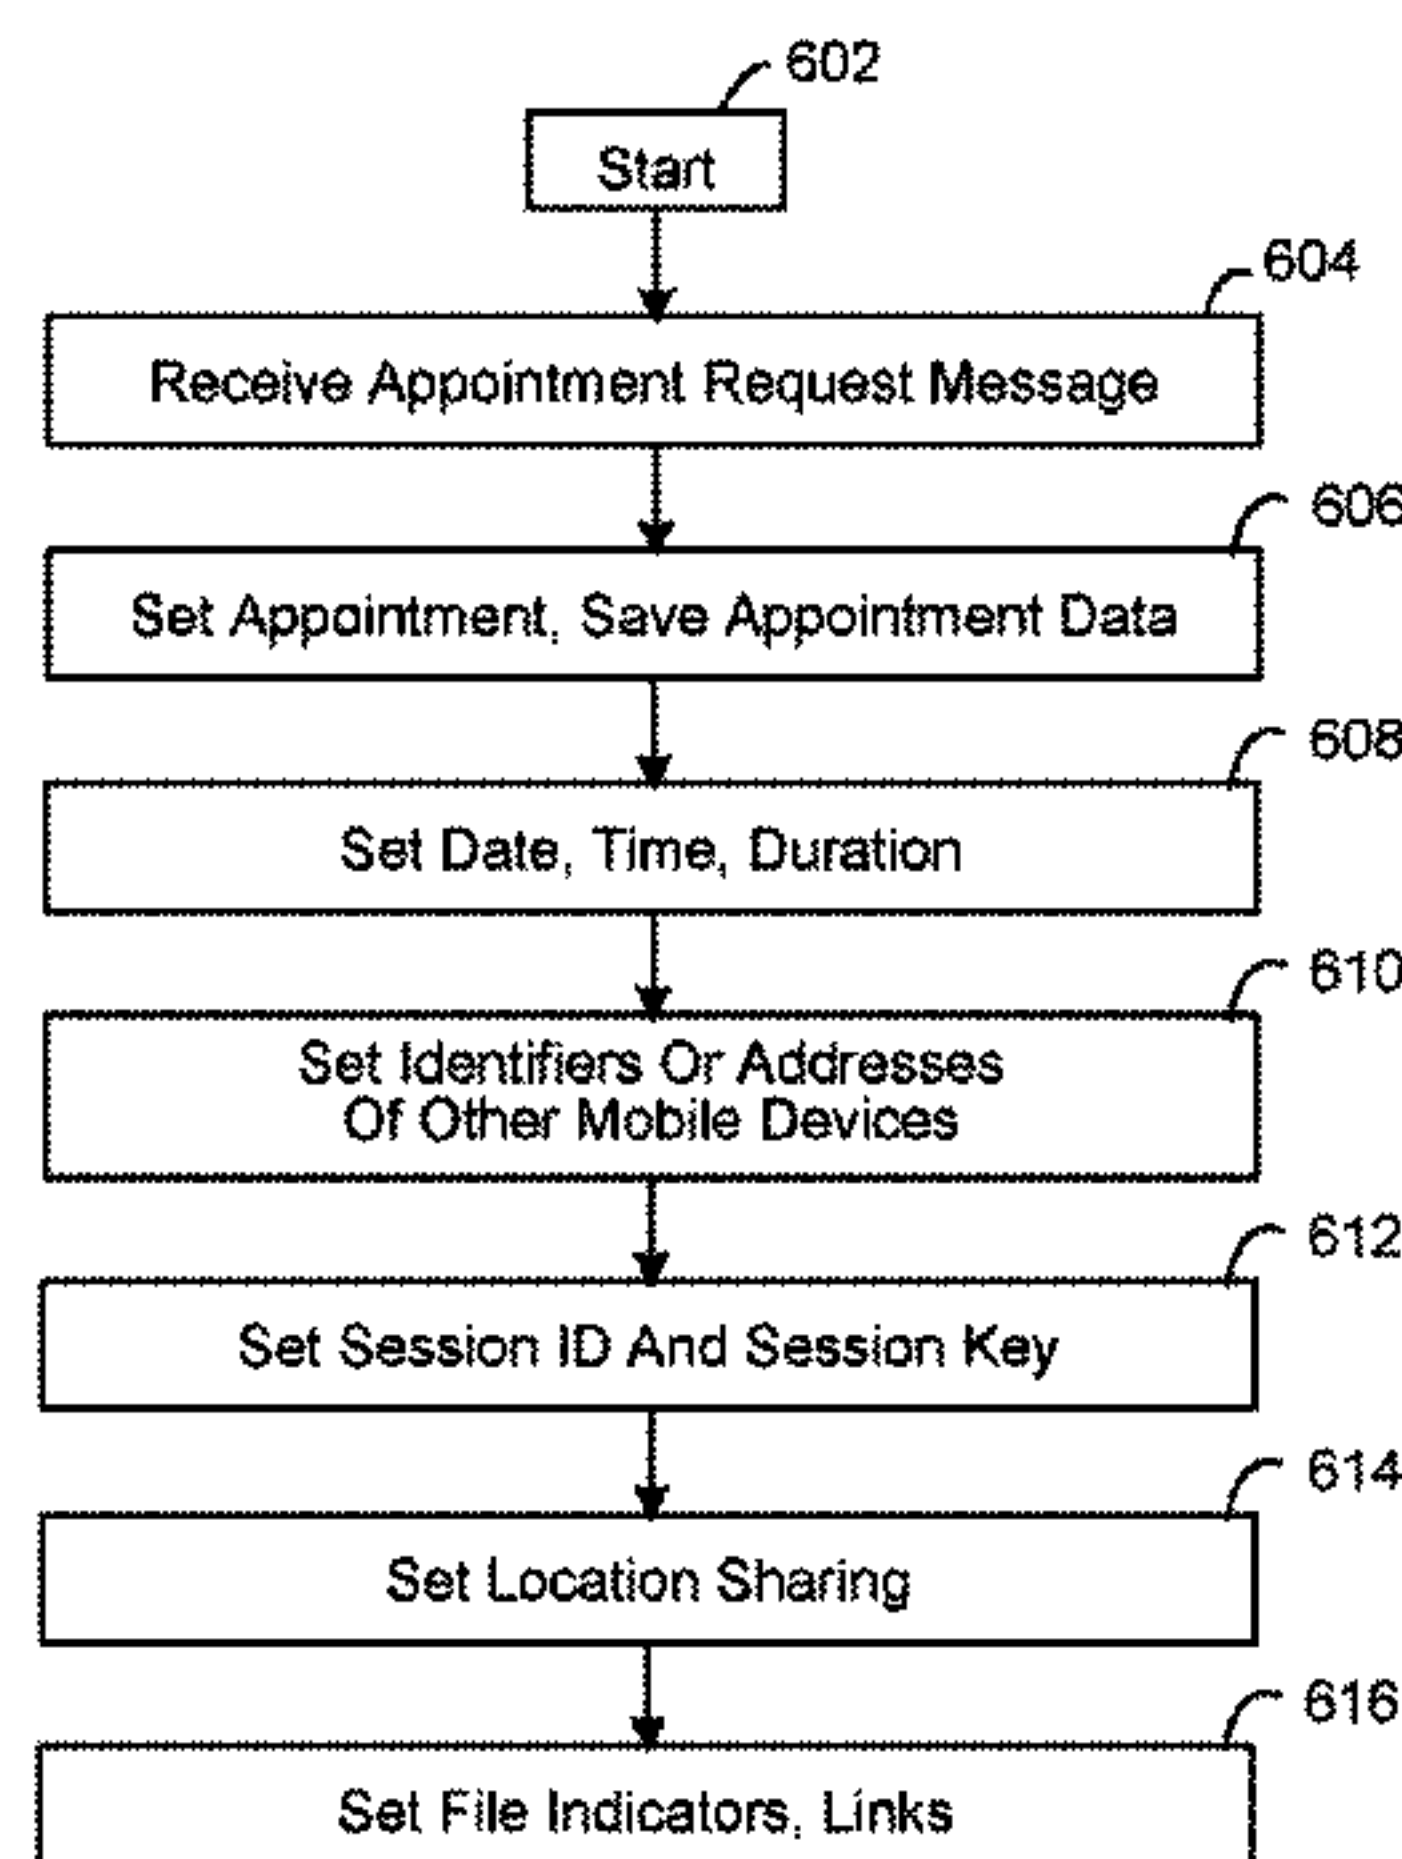 602
Start
604
Receive Appointment Request Message
606
Set Appointment, Save Appointment Data
608
Set Date, Time, Duration
610
Set Identifiers Or Addresses
Of Other Mobile Devices
612
Set Session ID And Session Key
614
Set Location Sharing
616
Set File Indicators, Links